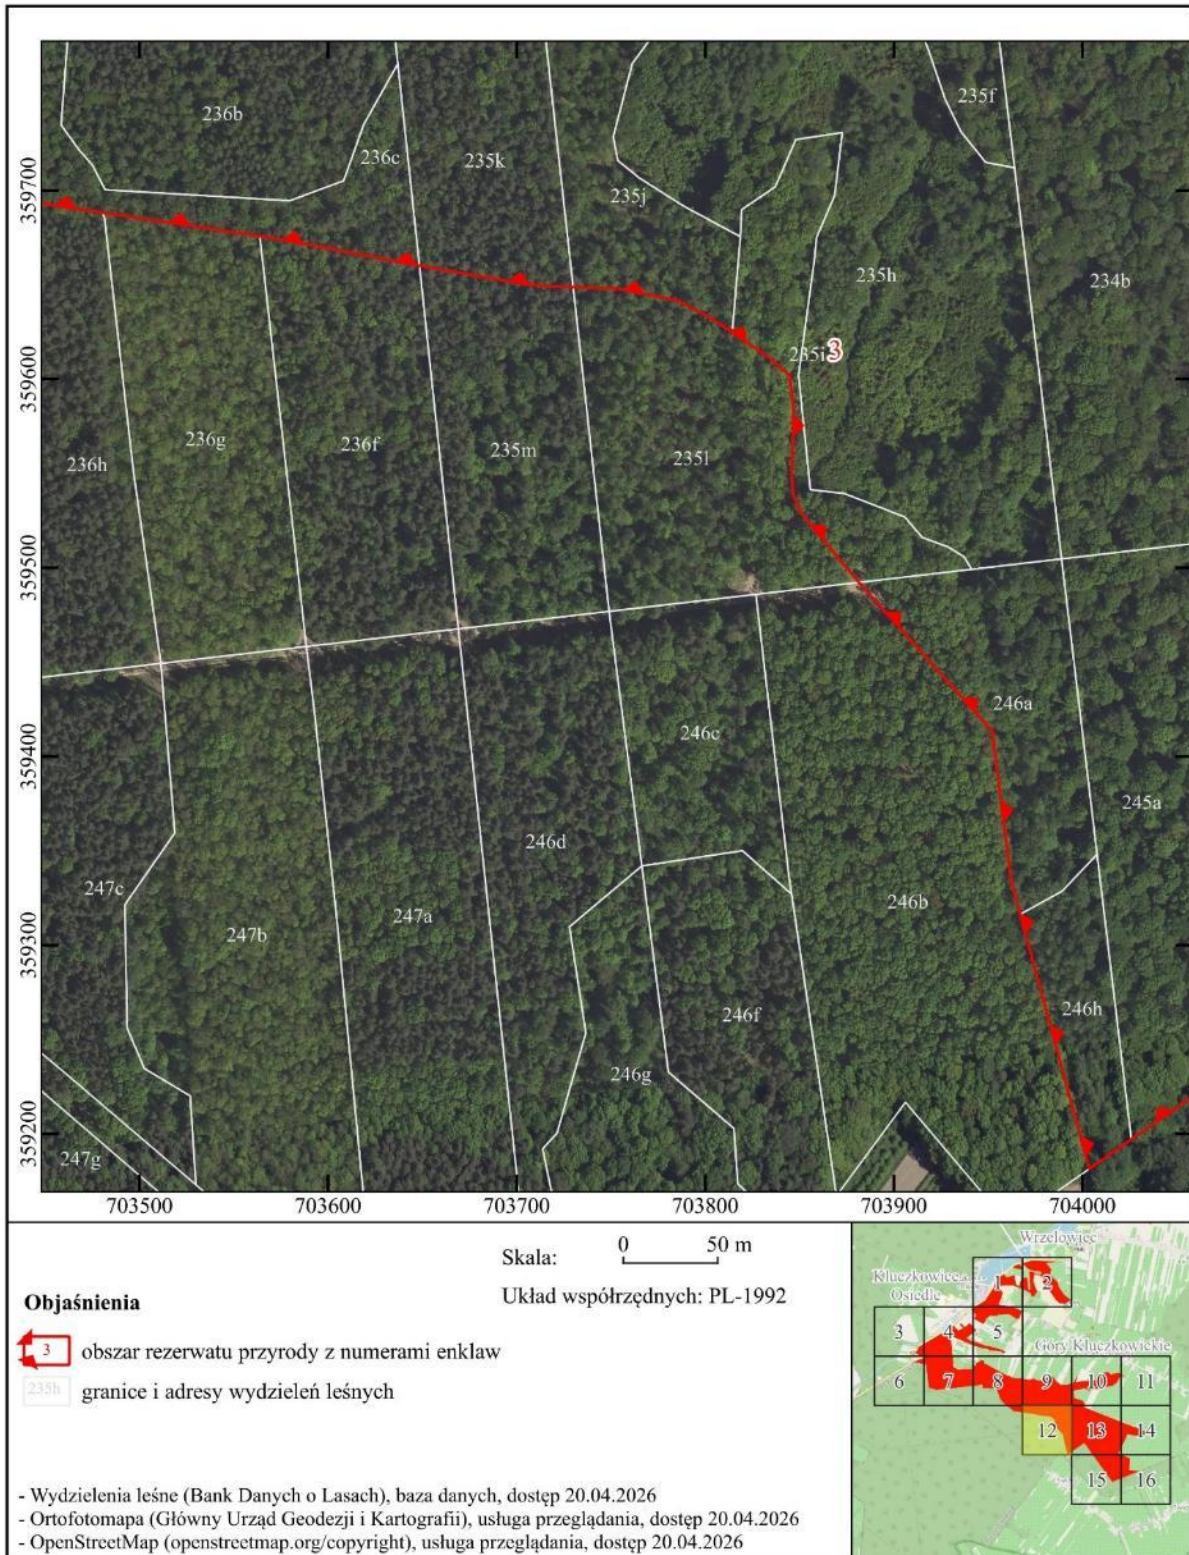 236b
236c
235k
235j
235f
235h
234b
235i
3
236h
236g
236f
235m
235l
246a
246c
245a
246d
246b
247c
247b
247a
246f
246h
246g
247g
359700
359600
359500
359400
359300
359200
703500
703600
703700
703800
703900
704000
Skala:
0
50 m
Układ współrzędnych: PL-1992
Objaśnienia
3
obszar rezerwatu przyrody z numerami enklaw
235h
granice i adresy wydzieleń leśnych
- Wydzielenia leśne (Bank Danych o Lasach), baza danych, dostęp 20.04.2026
- Ortofotomapa (Główny Urząd Geodezji i Kartografii), usługa przeglądania, dostęp 20.04.2026
- OpenStreetMap (openstreetmap.org/copyright), usługa przeglądania, dostęp 20.04.2026
Wrzelowiec
Kluczkowice-
Osiedle
Góry Kluczkowickie
1
2
3
4
5
6
7
8
9
10
11
12
13
14
15
16